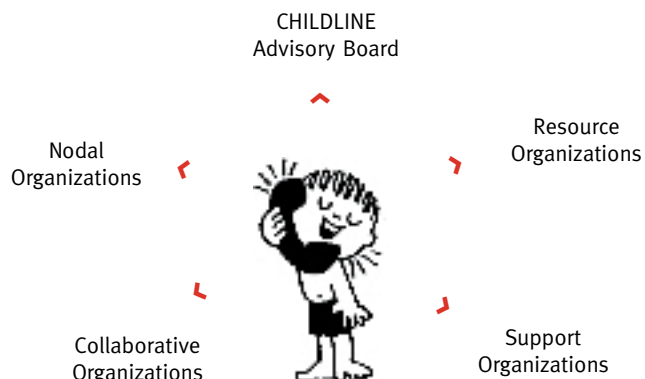 CHILDLINE
Advisory Board
Resource
Organizations
Nodal
Organizations
Support
Organizations
Collaborative
Organizations